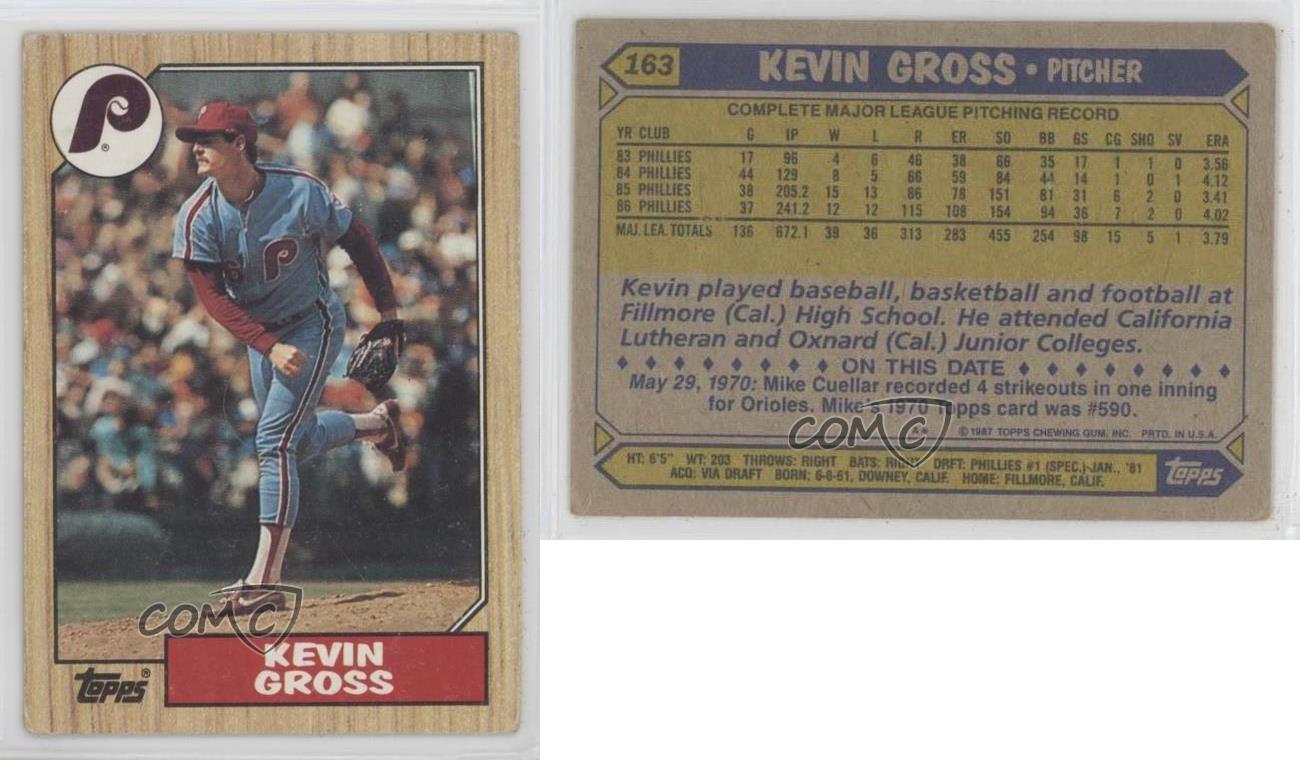 P
®
P
6
COMC
KEVIN
GROSS
topps®
163
KEVIN GROSS • PITCHER
COMPLETE MAJOR LEAGUE PITCHING RECORD
YR CLUB G IP W L R ER SO BB GS CG SHO SV ERA
83 PHILLIES 17 96 4 6 46 38 66 35 17 1 1 0 3.56
84 PHILLIES 44 129 8 5 66 59 84 44 14 1 0 1 4.12
85 PHILLIES 38 205.2 15 13 86 78 151 81 31 6 2 0 3.41
86 PHILLIES 37 241.2 12 12 115 108 154 94 36 7 2 0 4.02
MAJ. LEA. TOTALS 136 672.1 39 36 313 283 455 254 98 15 5 1 3.79
Kevin played baseball, basketball and football at
Fillmore (Cal.) High School. He attended California
Lutheran and Oxnard (Cal.) Junior Colleges.
♦ ♦ ♦ ♦ ♦ ♦ ♦ ♦ ON THIS DATE ♦ ♦ ♦ ♦ ♦ ♦ ♦ ♦
May 29, 1970: Mike Cuellar recorded 4 strikeouts in one inning
for Orioles. Mike's 1970 Topps card was #590.
COMC
A* ©1987 TOPPS CHEWING GUM, INC. PRTD. IN U.S.A.
HT: 6'5" WT: 203 THROWS: RIGHT BATS: RIGHT DRFT: PHILLIES #1 (SPEC.)-JAN., '81
ACQ: VIA DRAFT BORN: 6-8-61, DOWNEY, CALIF. HOME: FILLMORE, CALIF.
topps